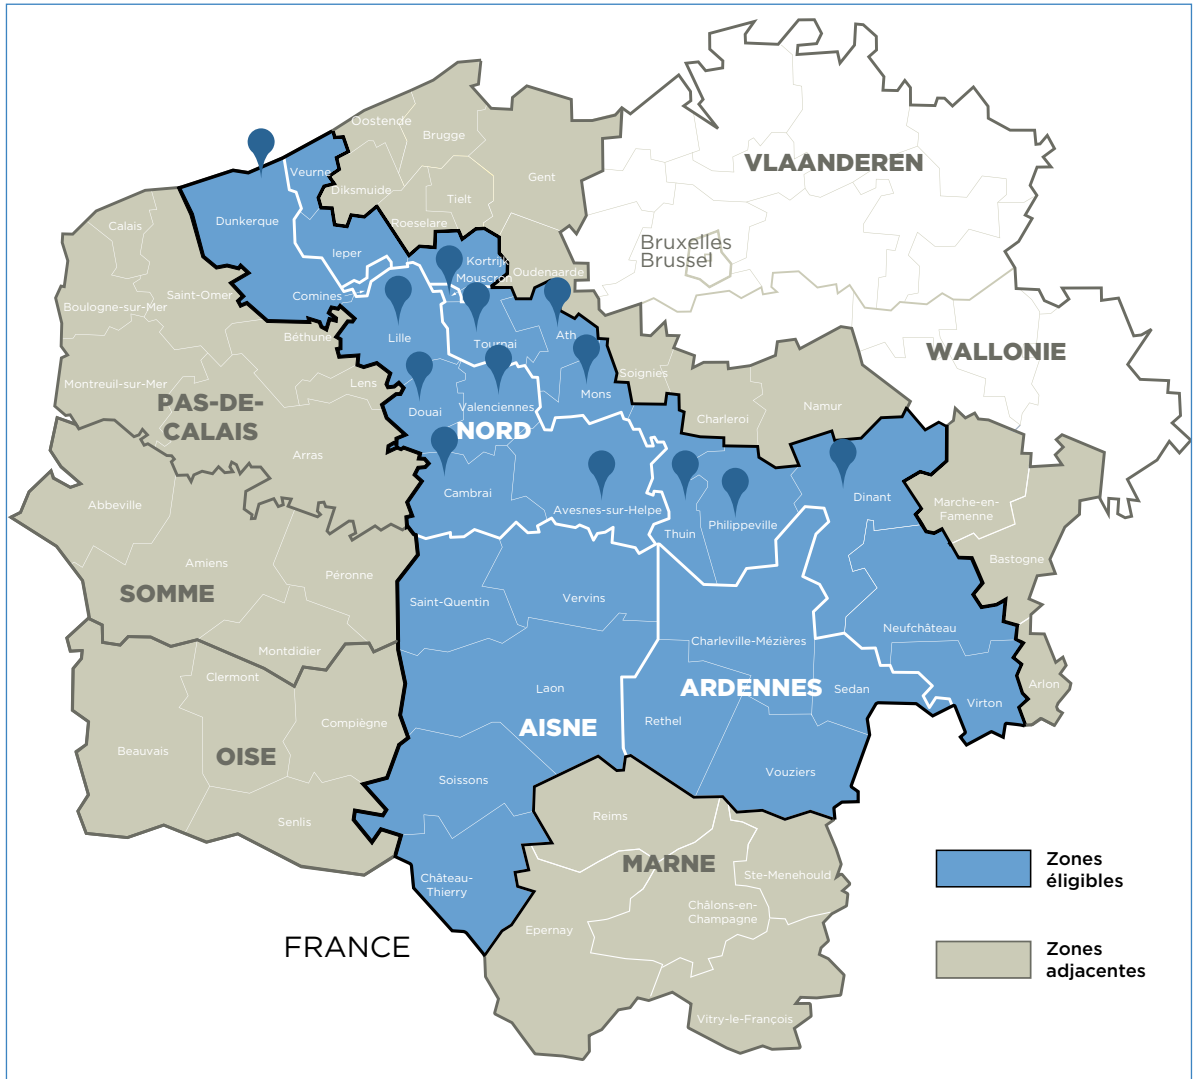 Oostende
Brugge
VLAANDEREN
Veurne
Diksmuide
Gent
Tielt
Calais
Dunkerque
Roeselare
Ieper
Bruxelles
Brussel
Kortrijk
Mouscron
Oudenaarde
Saint-Omer
Comines
Boulogne-sur-Mer
Béthune
Lille
Tournai
Ath
WALLONIE
Montreuil-sur-Mer
Lens
Soignies
PAS-DE-
CALAIS
Douai
Valenciennes
Mons
Charleroi
Namur
NORD
Arras
Abbeville
Cambrai
Avesnes-sur-Helpe
Thuin
Philippeville
Dinant
Marche-en-
Famenne
Bastogne
Amiens
Péronne
SOMME
Saint-Quentin
Vervins
Neufchâteau
Charleville-Mézières
Montdidier
Clermont
Laon
ARDENNES
Sedan
Arlon
Virton
Compiègne
Rethel
AISNE
Beauvais
OISE
Soissons
Vouziers
Senlis
Reims
MARNE
Château-
Thierry
Ste-Menehould
Châlons-en-
Champagne
Epernay
FRANCE
Vitry-le-François
Zones
éligibles
Zones
adjacentes